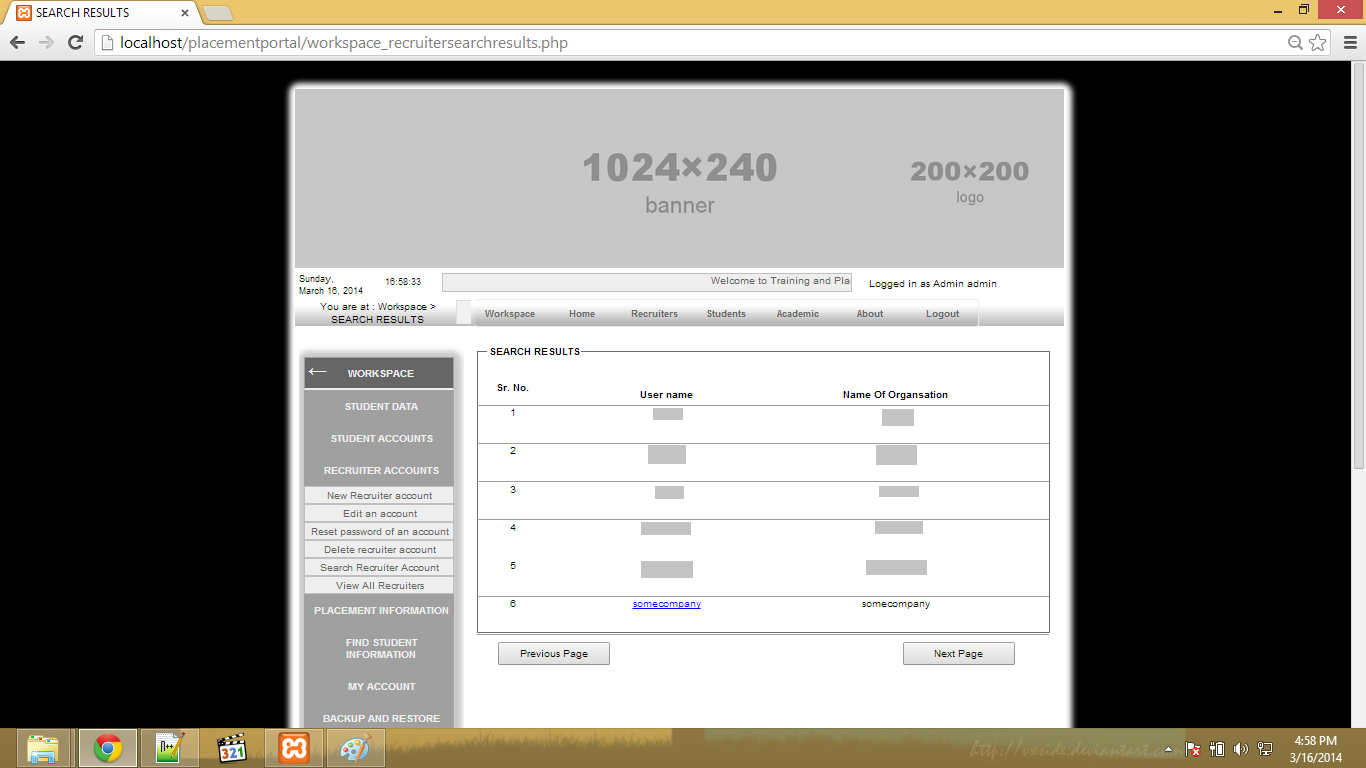 SEARCH RESULTS
localhost/placementportal/workspace_recruitersearchresults.php
1024×240
banner
200×200
logo
Sunday,
March 16, 2014
16:58:33
Welcome to Training and Pla
Logged in as Admin admin
You are at : Workspace >
SEARCH RESULTS
Workspace Home Recruiters Students Academic About Logout
← WORKSPACE
STUDENT DATA
STUDENT ACCOUNTS
RECRUITER ACCOUNTS
New Recruiter account
Edit an account
Reset password of an account
Delete recruiter account
Search Recruiter Account
View All Recruiters
PLACEMENT INFORMATION
FIND STUDENT
INFORMATION
MY ACCOUNT
BACKUP AND RESTORE
SEARCH RESULTS
Sr. No. User name Name Of Organsation
1
2
3
4
5
6 somecompany somecompany
Previous Page Next Page
321
http://veside.deviantart.com
4:58 PM
3/16/2014